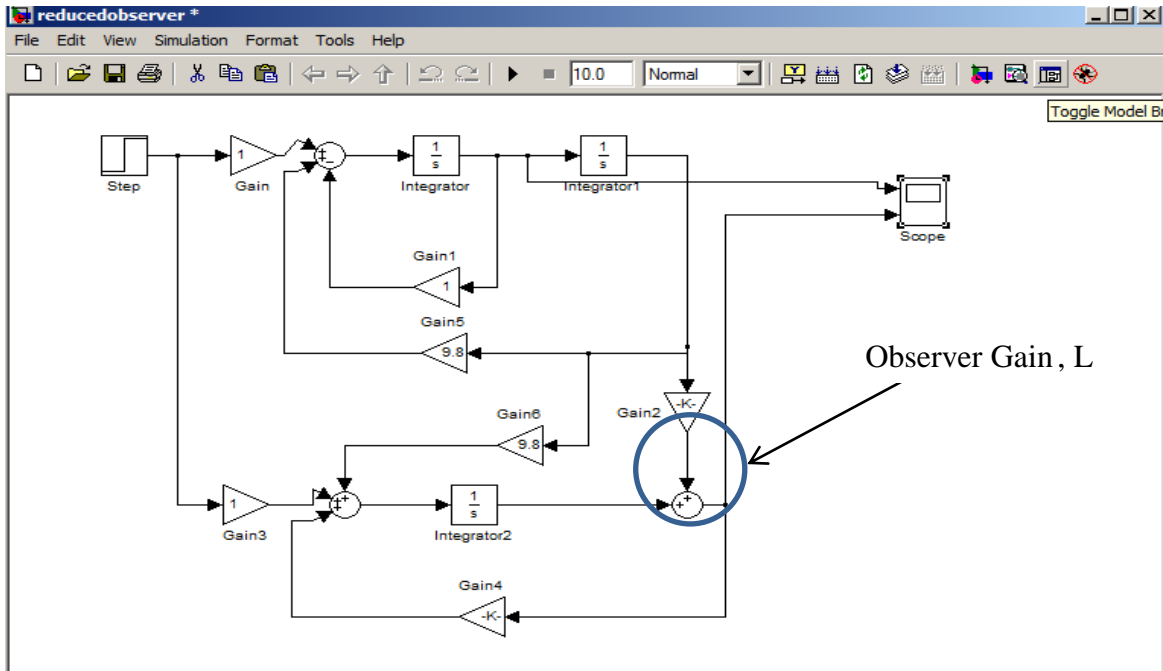 reducedobserver *
File Edit View Simulation Format Tools Help
10.0 Normal
Toggle Model Br
Step
1
Gain
1/s
Integrator
1/s
Integrator1
Scope
Gain1
1
Gain5
9.8
Observer Gain , L
Gain2
-K-
Gain6
9.8
1
Gain3
1/s
Integrator2
Gain4
-K-